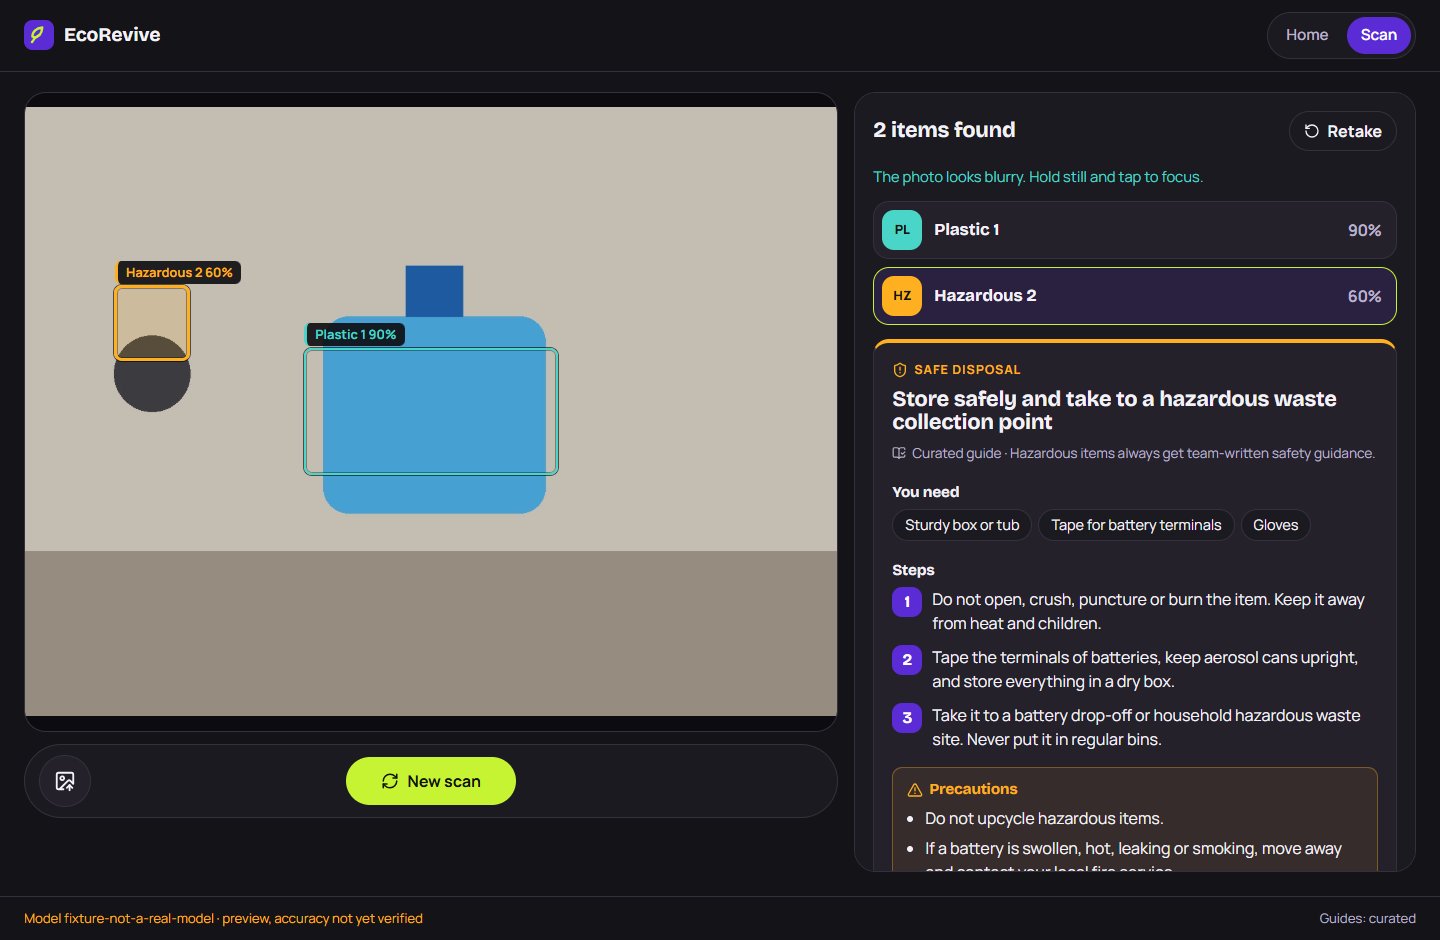 EcoRevive
Home
Scan
Hazardous 2 60%
Plastic 1 90%
New scan
2 items found
Retake
The photo looks blurry. Hold still and tap to focus.
PL
Plastic 1
90%
HZ
Hazardous 2
60%
SAFE DISPOSAL
Store safely and take to a hazardous waste
collection point
Curated guide · Hazardous items always get team-written safety guidance.
You need
Sturdy box or tub
Tape for battery terminals
Gloves
Steps
1
Do not open, crush, puncture or burn the item. Keep it away
from heat and children.
2
Tape the terminals of batteries, keep aerosol cans upright,
and store everything in a dry box.
3
Take it to a battery drop-off or household hazardous waste
site. Never put it in regular bins.
Precautions
Do not upcycle hazardous items.
If a battery is swollen, hot, leaking or smoking, move away
Model fixture-not-a-real-model · preview, accuracy not yet verified
Guides: curated